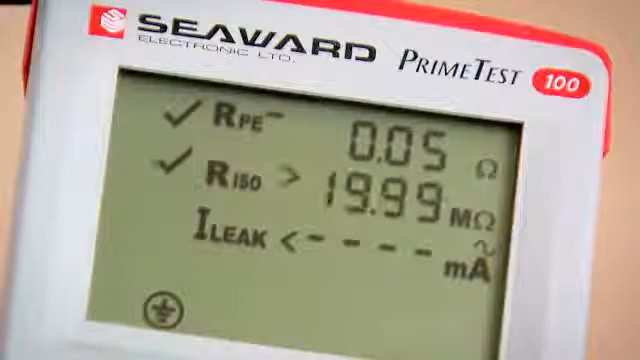 SEAWARD
ELECTRONIC LTD.
PRIMETEST 100
✓ RPE 0.05 Ω
✓ RISO > 19.99 MΩ
ILEAK < - - - - mA